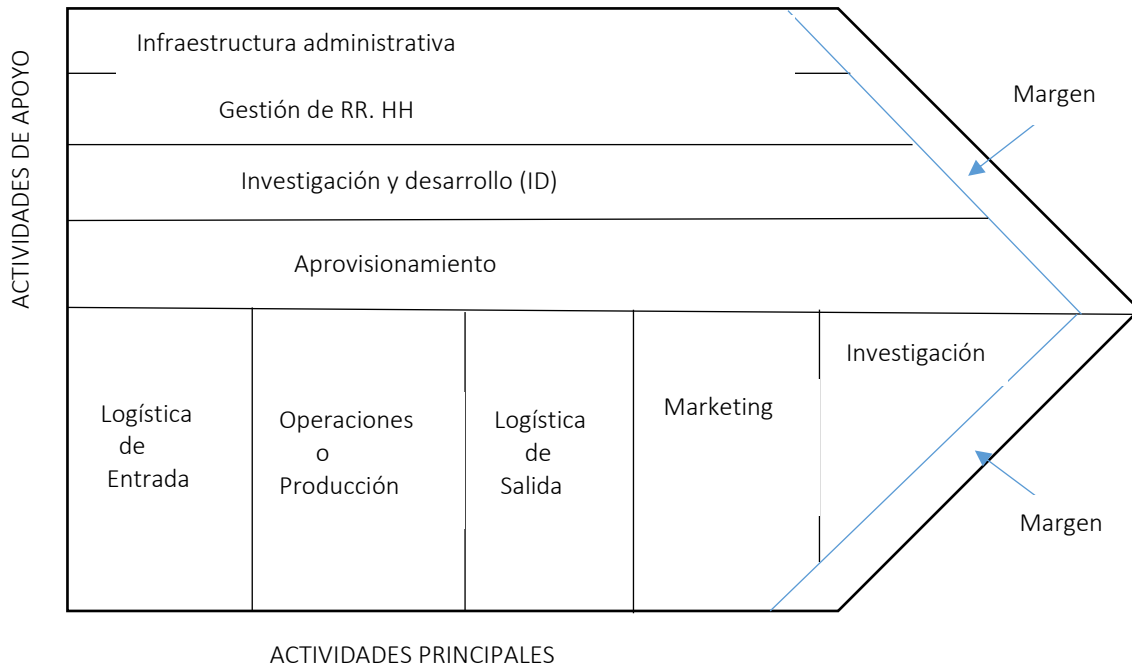 ACTIVIDADES DE APOYO
Infraestructura administrativa
Gestión de RR. HH
Investigación y desarrollo (ID)
Aprovisionamiento
Margen
Logística
de
Entrada
Operaciones
o
Producción
Logística
de
Salida
Marketing
Investigación
Margen
ACTIVIDADES PRINCIPALES